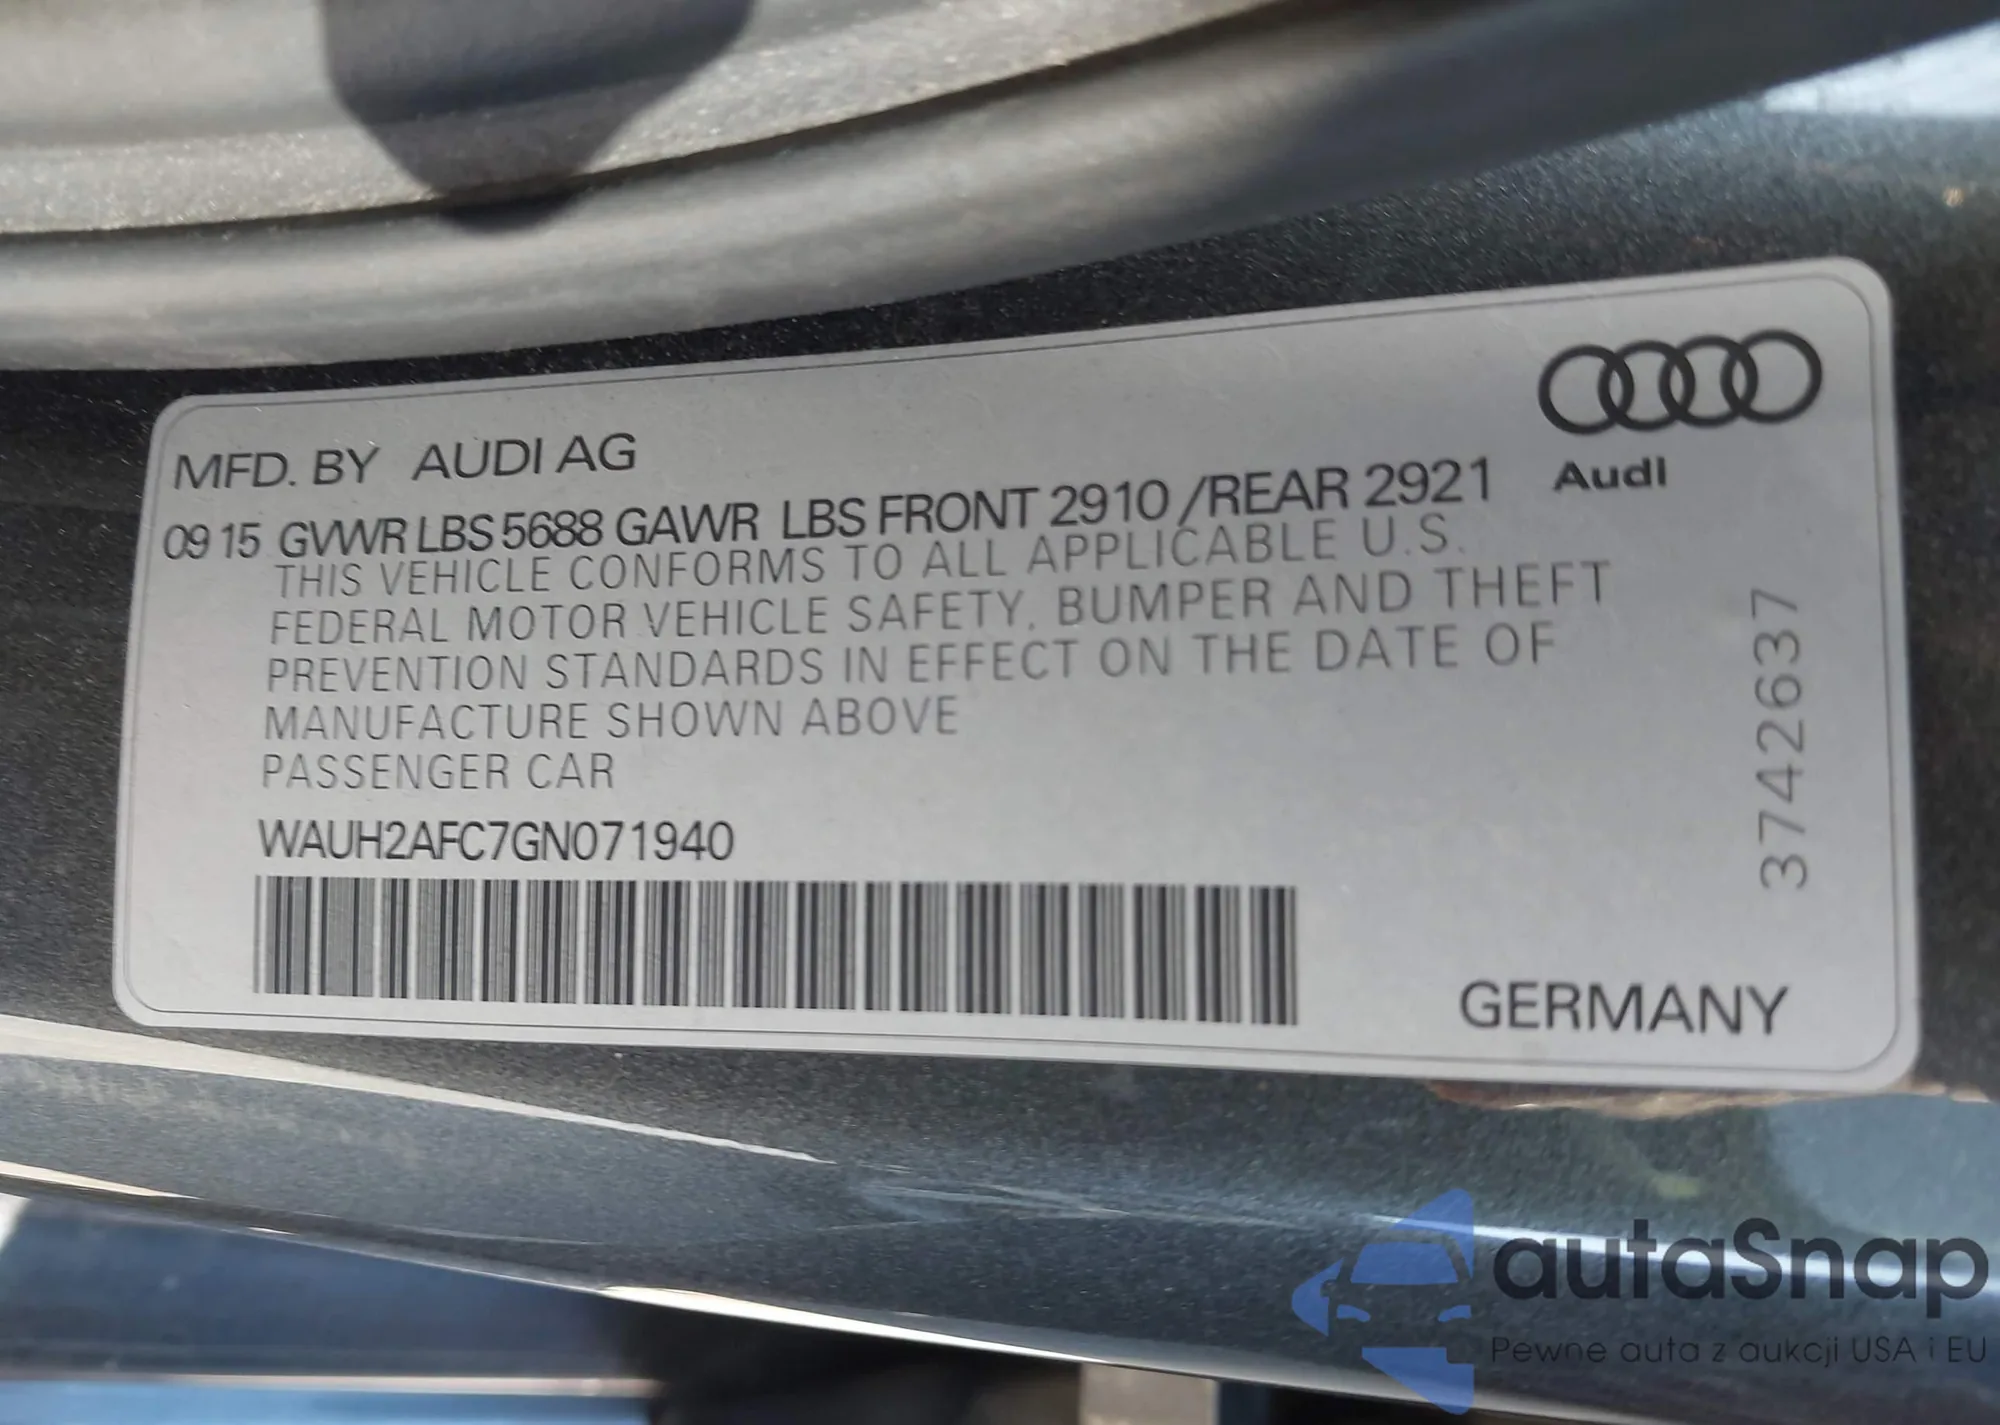 MFD. BY AUDI AG
09 15 GVWR LBS 5688 GAWR LBS FRONT 2910 /REAR 2921
THIS VEHICLE CONFORMS TO ALL APPLICABLE U.S.
FEDERAL MOTOR VEHICLE SAFETY, BUMPER AND THEFT
PREVENTION STANDARDS IN EFFECT ON THE DATE OF
MANUFACTURE SHOWN ABOVE
PASSENGER CAR
WAUH2AFC7GN071940
Audi
3742637
GERMANY
autaSnap
Pewne auta z aukcji USA i EU